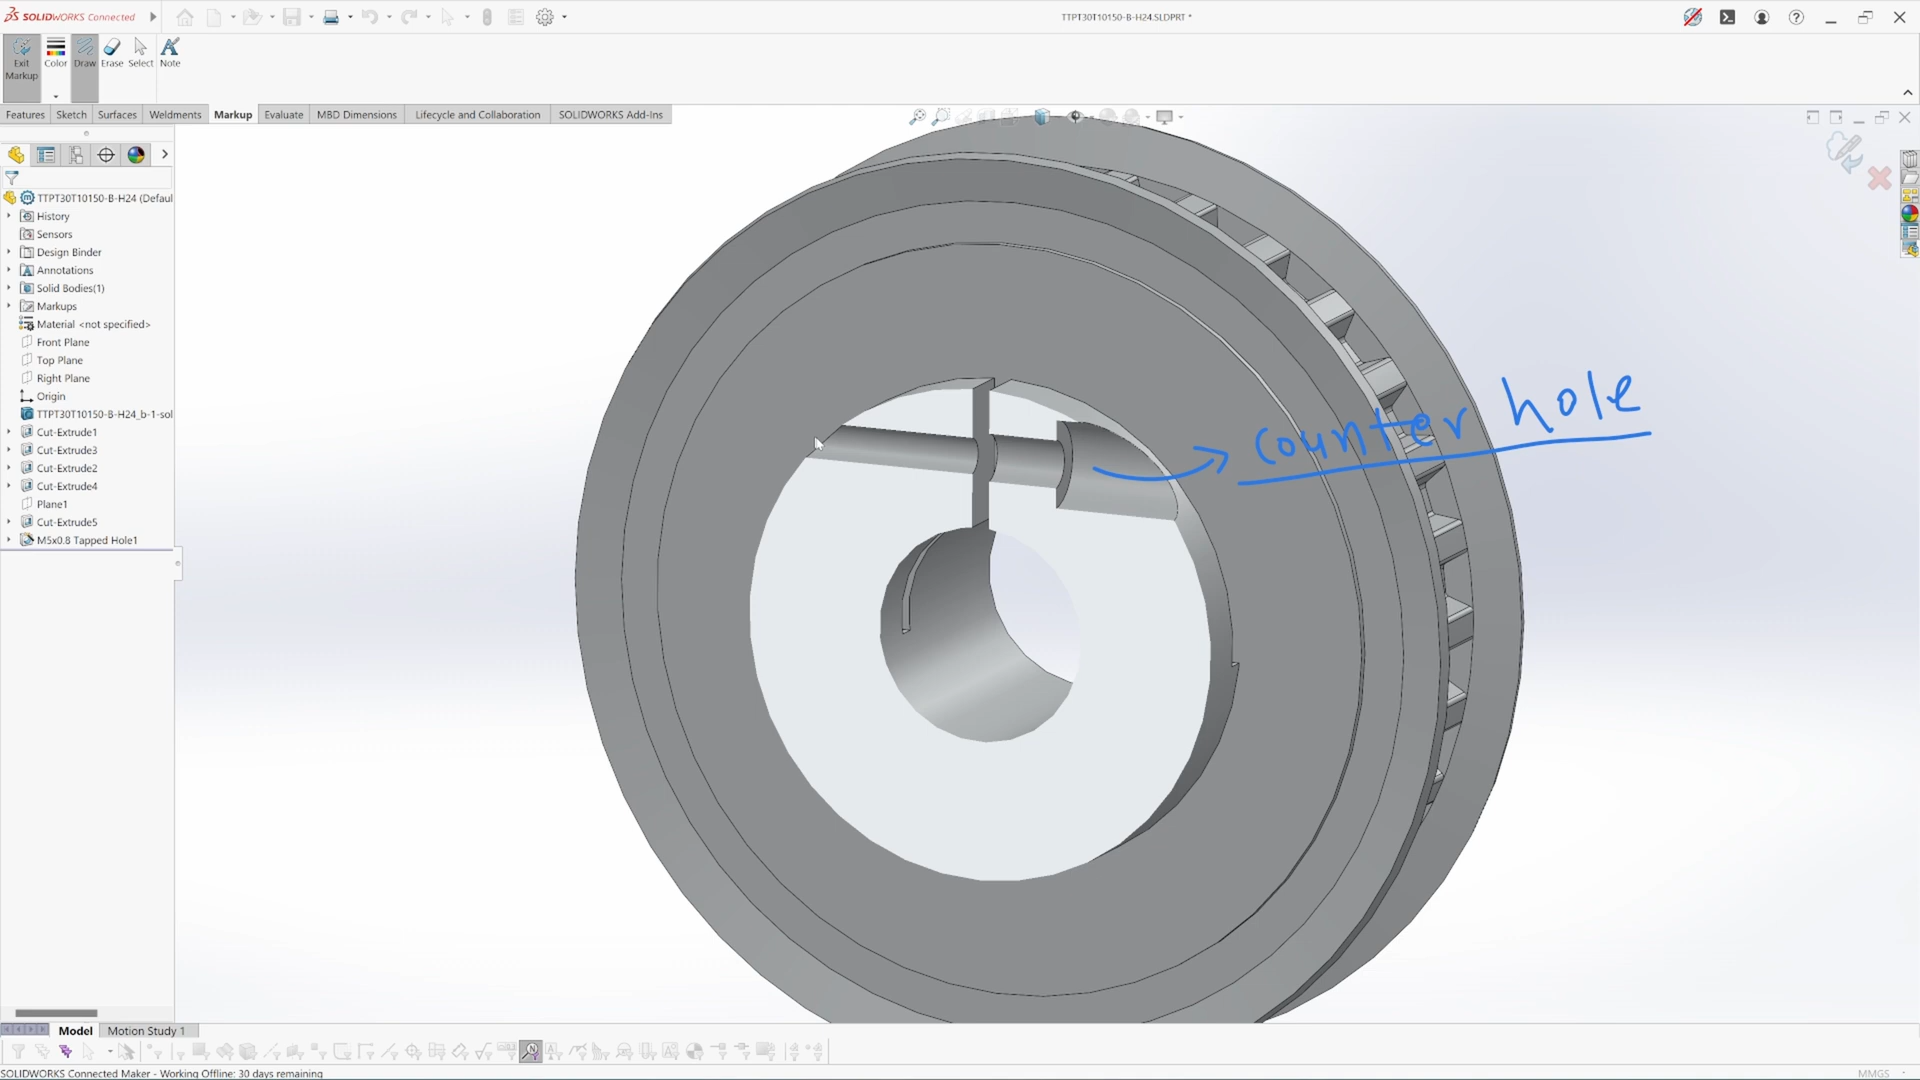 SOLIDWORKS Connected
TTPT30T10150-B-H24.SLDPRT *
Exit Markup
Color
Draw
Erase
Select
Note
Features
Sketch
Surfaces
Weldments
Markup
Evaluate
MBD Dimensions
Lifecycle and Collaboration
SOLIDWORKS Add-Ins
TTPT30T10150-B-H24 (Defaul
History
Sensors
Design Binder
Annotations
Solid Bodies(1)
Markups
Material <not specified>
Front Plane
Top Plane
Right Plane
Origin
TTPT30T10150-B-H24_b-1-sol
Cut-Extrude1
Cut-Extrude3
Cut-Extrude2
Cut-Extrude4
Plane1
Cut-Extrude5
M5x0.8 Tapped Hole1
counter hole
Model
Motion Study 1
SOLIDWORKS Connected Maker - Working Offline: 30 days remaining
MMGS